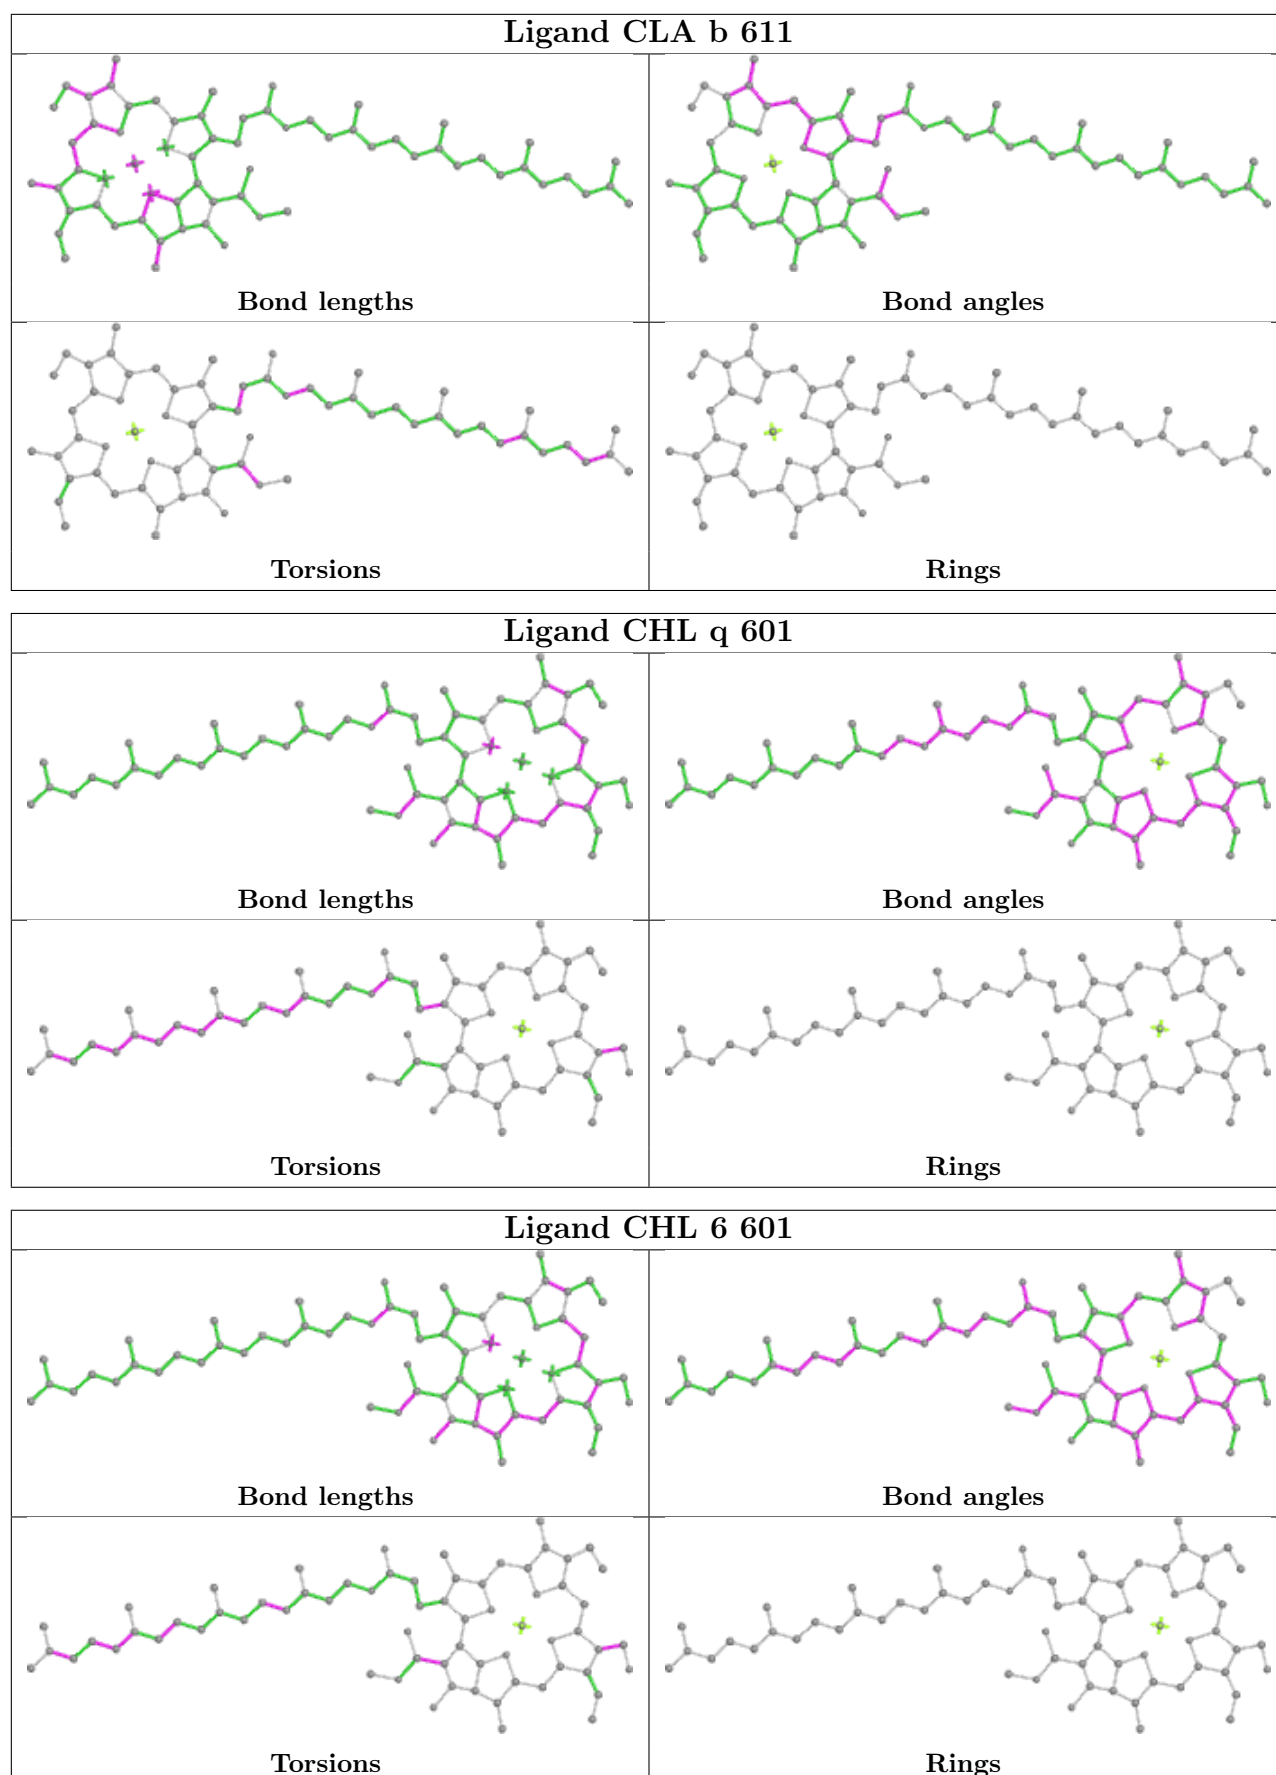 Ligand CLA b 611
Bond lengths
Bond angles
Torsions
Rings
Ligand CHL q 601
Bond lengths
Bond angles
Torsions
Rings
Ligand CHL 6 601
Bond lengths
Bond angles
Torsions
Rings